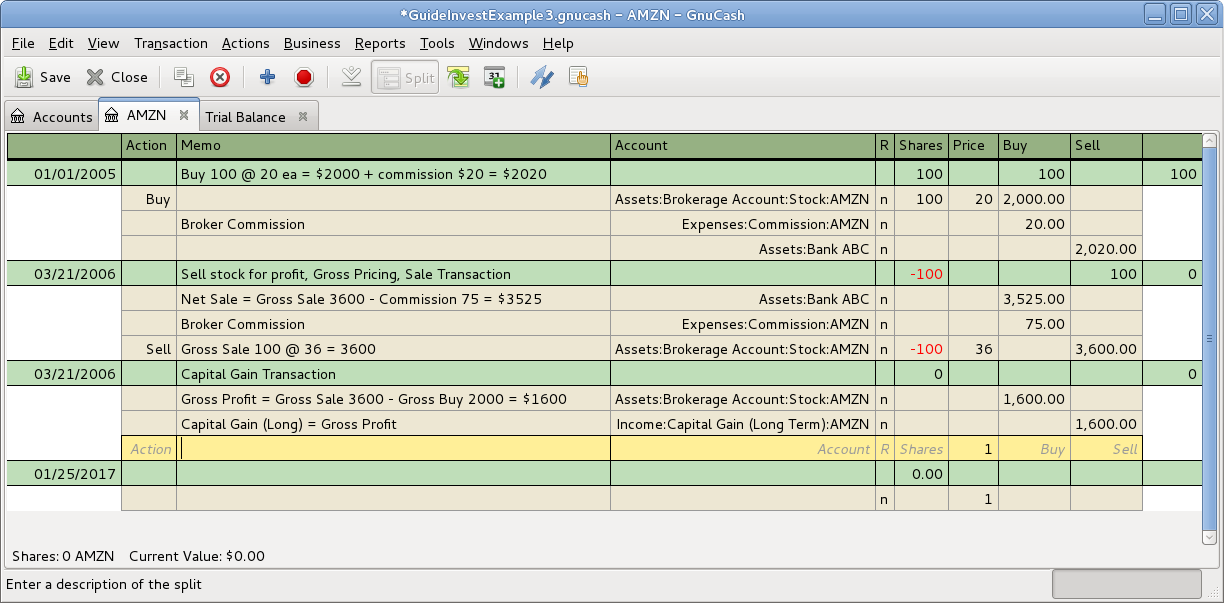 *GuideInvestExample3.gnucash – AMZN – GnuCash
File Edit View Transaction Actions Business Reports Tools Windows Help
Save Close Split 31
Accounts AMZN Trial Balance
Action Memo Account R Shares Price Buy Sell
01/01/2005 Buy 100 @ 20 ea = $2000 + commission $20 = $2020 100 100 100
Buy Assets:Brokerage Account:Stock:AMZN n 100 20 2,000.00
Broker Commission Expenses:Commission:AMZN n 20.00
Assets:Bank ABC n 2,020.00
03/21/2006 Sell stock for profit, Gross Pricing, Sale Transaction -100 100 0
Net Sale = Gross Sale 3600 - Commission 75 = $3525 Assets:Bank ABC n 3,525.00
Broker Commission Expenses:Commission:AMZN n 75.00
Sell Gross Sale 100 @ 36 = 3600 Assets:Brokerage Account:Stock:AMZN n -100 36 3,600.00
03/21/2006 Capital Gain Transaction 0 0
Gross Profit = Gross Sale 3600 - Gross Buy 2000 = $1600 Assets:Brokerage Account:Stock:AMZN n 1,600.00
Capital Gain (Long) = Gross Profit Income:Capital Gain (Long Term):AMZN n 1,600.00
Action Account R Shares 1 Buy Sell
01/25/2017 0.00
n 1
Shares: 0 AMZN Current Value: $0.00
Enter a description of the split